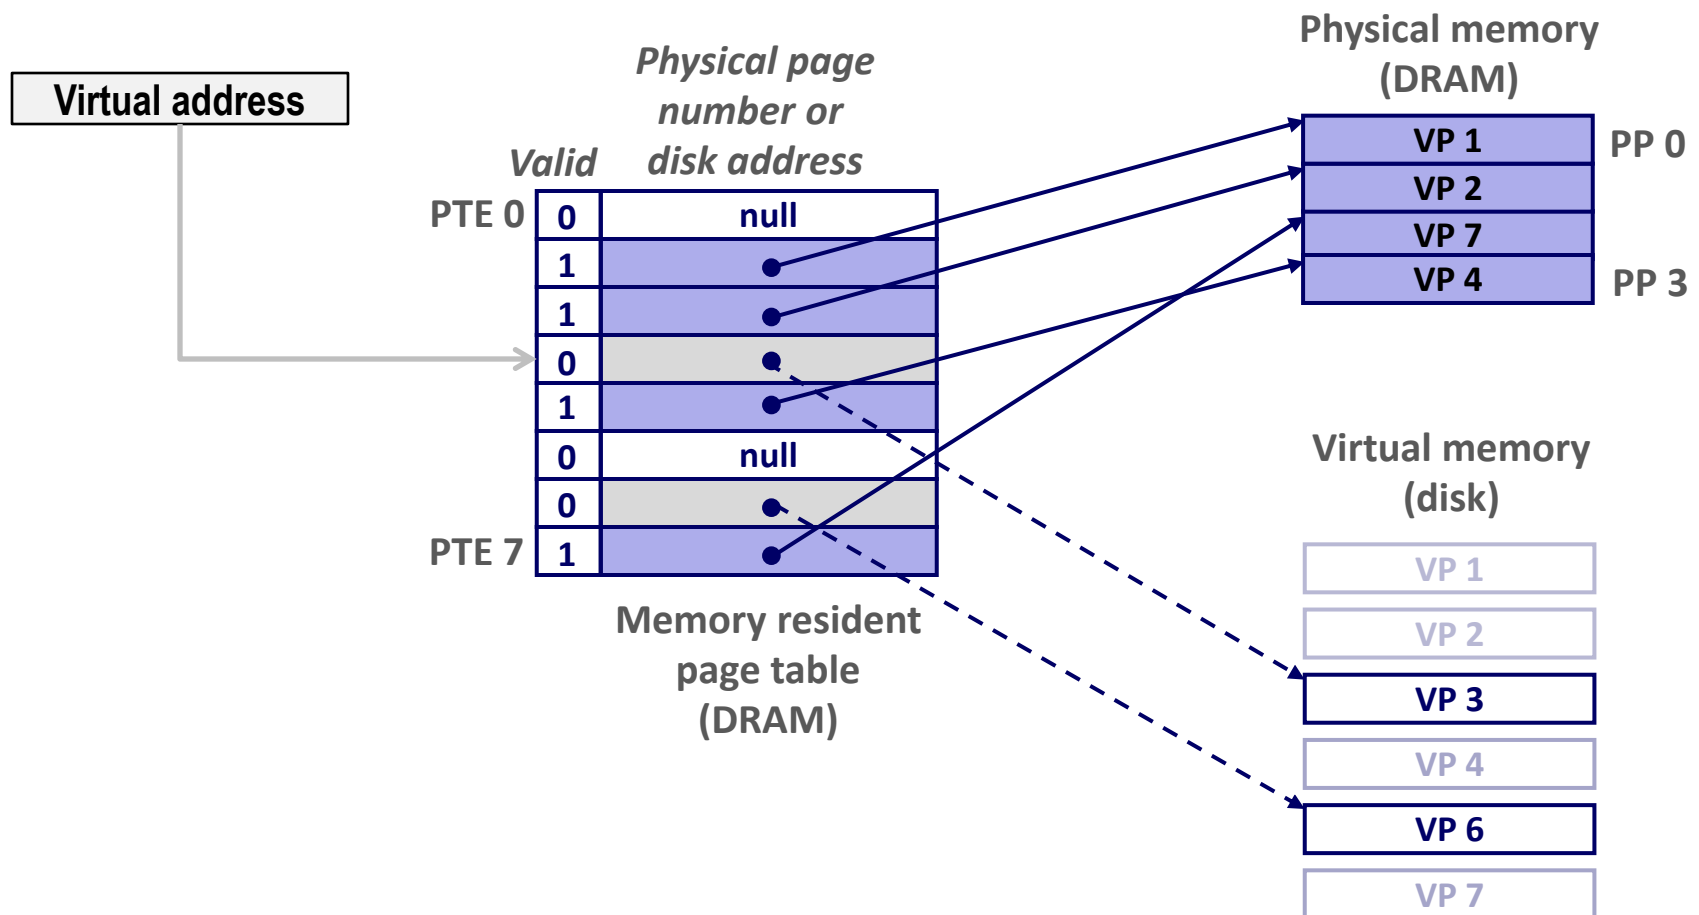 Virtual address
Physical page
number or
disk address
Valid
PTE 0
0 null
1
1
0
1
0 null
0
PTE 7 1
Memory resident
page table
(DRAM)
Physical memory
(DRAM)
VP 1 PP 0
VP 2
VP 7
VP 4 PP 3
Virtual memory
(disk)
VP 1
VP 2
VP 3
VP 4
VP 6
VP 7